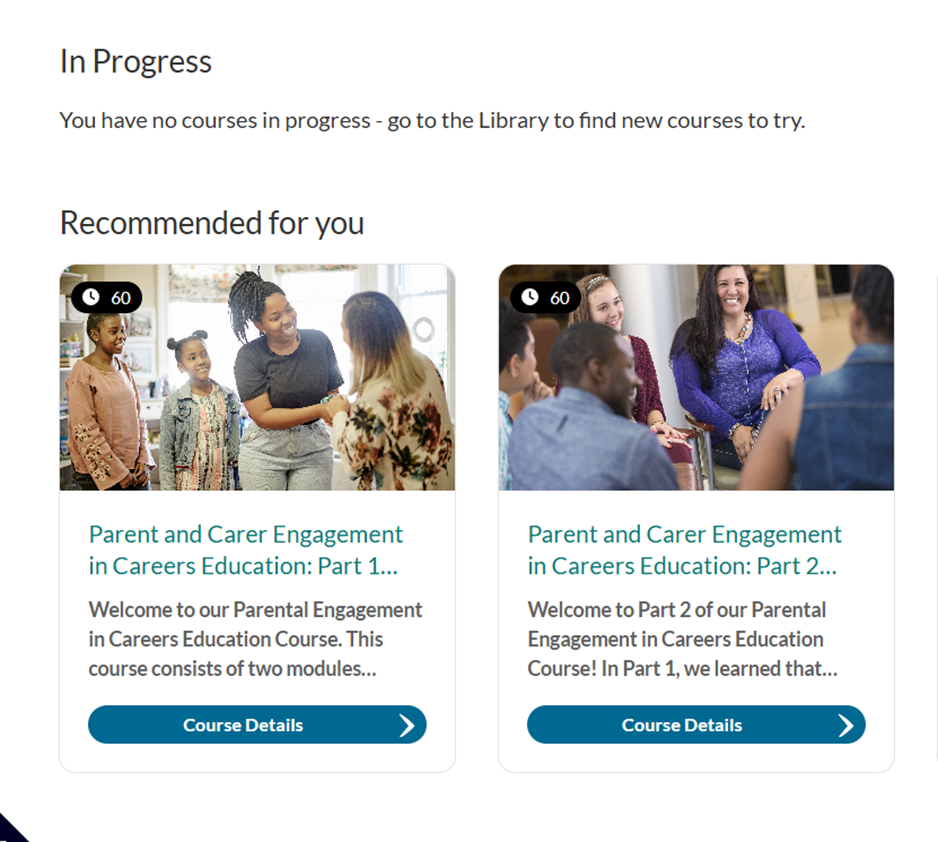 In Progress
You have no courses in progress - go to the Library to find new courses to try.
Recommended for you
60
Parent and Carer Engagement
in Careers Education: Part 1...
Welcome to our Parental Engagement
in Careers Education Course. This
course consists of two modules...
Course Details
60
Parent and Carer Engagement
in Careers Education: Part 2...
Welcome to Part 2 of our Parental
Engagement in Careers Education
Course! In Part 1, we learned that...
Course Details